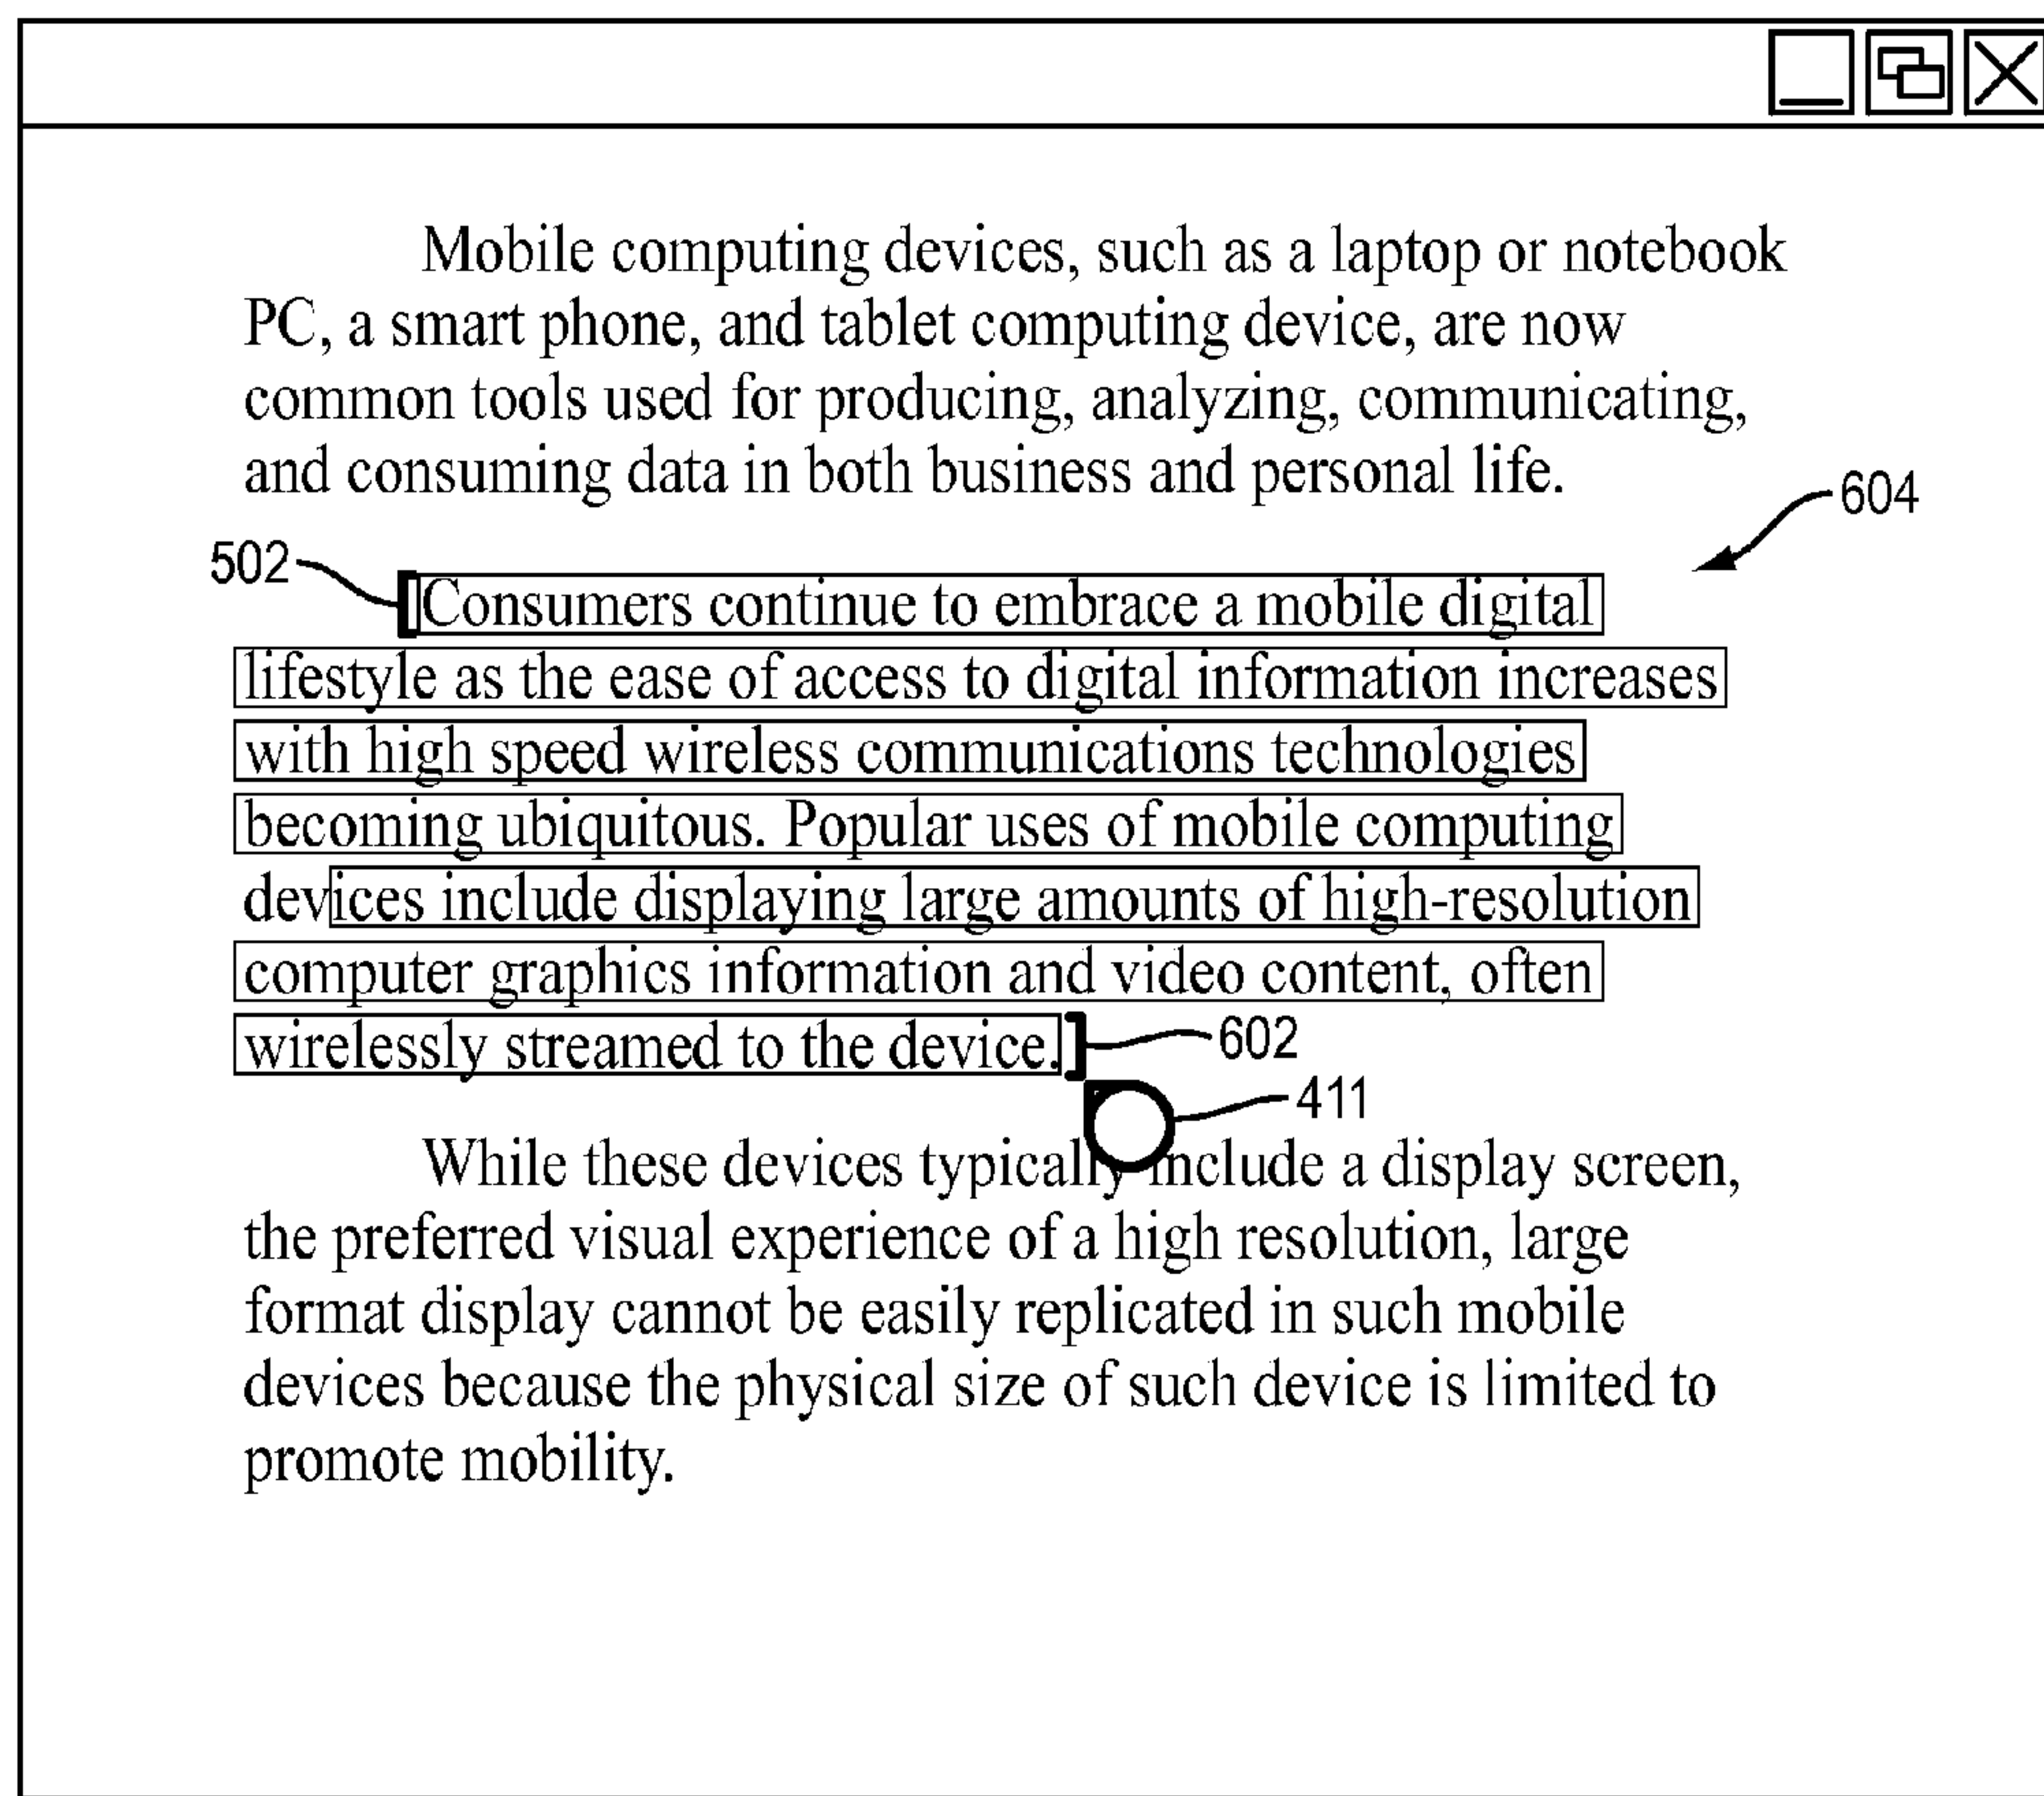 Mobile computing devices, such as a laptop or notebook
PC, a smart phone, and tablet computing device, are now
common tools used for producing, analyzing, communicating,
and consuming data in both business and personal life.
604
502
Consumers continue to embrace a mobile digital
lifestyle as the ease of access to digital information increases
with high speed wireless communications technologies
becoming ubiquitous. Popular uses of mobile computing
devices include displaying large amounts of high-resolution
computer graphics information and video content, often
wirelessly streamed to the device.
602
411
While these devices typically include a display screen,
the preferred visual experience of a high resolution, large
format display cannot be easily replicated in such mobile
devices because the physical size of such device is limited to
promote mobility.